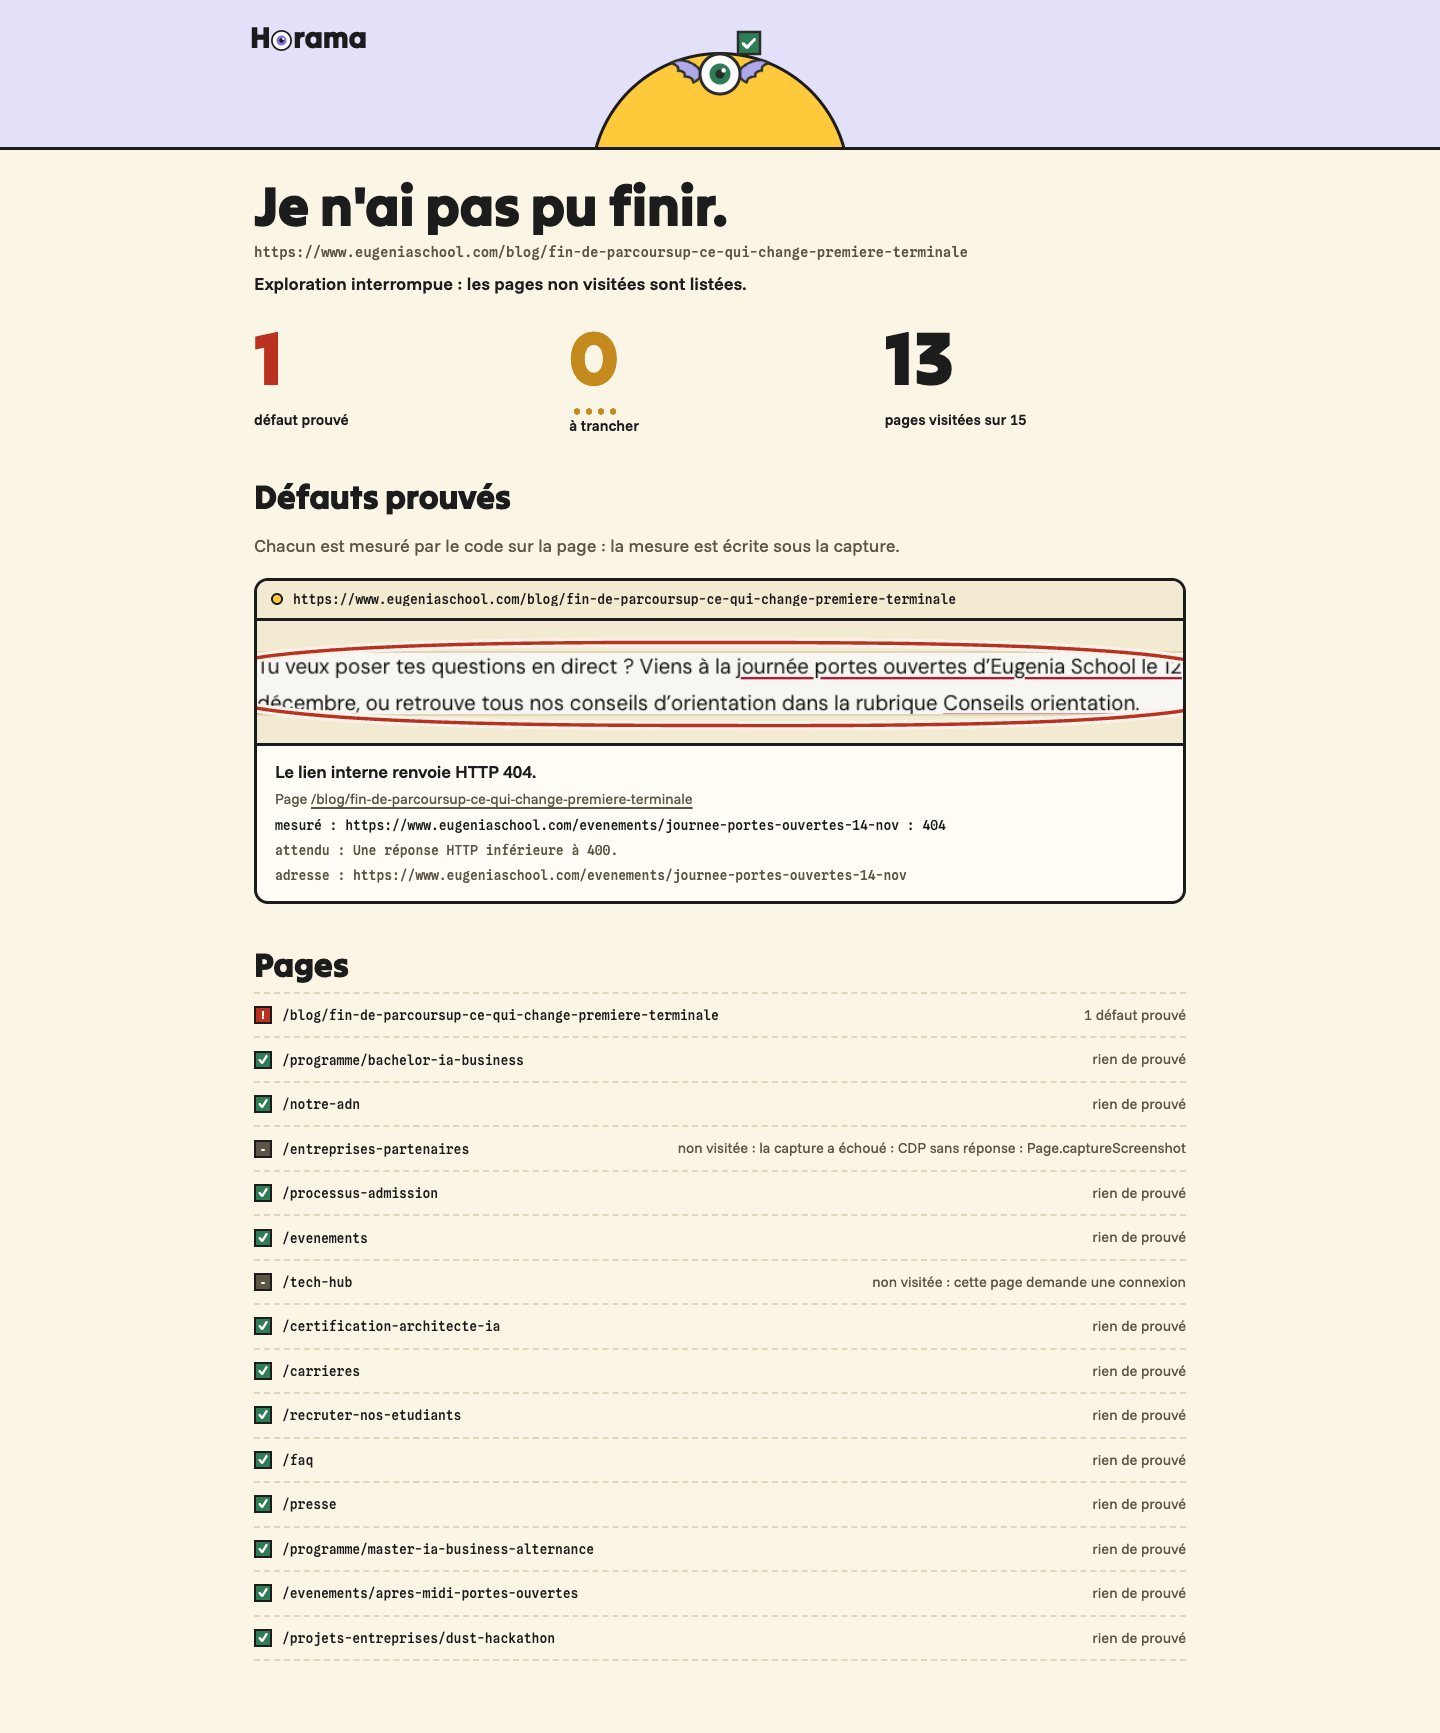 Horama
Je n'ai pas pu finir.
https://www.eugeniaschool.com/blog/fin-de-parcoursup-ce-qui-change-premiere-terminale
Exploration interrompue : les pages non visitées sont listées.
1
défaut prouvé
0
à trancher
13
pages visitées sur 15
Défauts prouvés
Chacun est mesuré par le code sur la page : la mesure est écrite sous la capture.
https://www.eugeniaschool.com/blog/fin-de-parcoursup-ce-qui-change-premiere-terminale
Tu veux poser tes questions en direct ? Viens à la journée portes ouvertes d’Eugenia School le 12
décembre, ou retrouve tous nos conseils d’orientation dans la rubrique Conseils orientation.
Le lien interne renvoie HTTP 404.
Page /blog/fin-de-parcoursup-ce-qui-change-premiere-terminale
mesuré : https://www.eugeniaschool.com/evenements/journee-portes-ouvertes-14-nov : 404
attendu : Une réponse HTTP inférieure à 400.
adresse : https://www.eugeniaschool.com/evenements/journee-portes-ouvertes-14-nov
Pages
! /blog/fin-de-parcoursup-ce-qui-change-premiere-terminale 1 défaut prouvé
/programme/bachelor-ia-business rien de prouvé
/notre-adn rien de prouvé
- /entreprises-partenaires non visitée : la capture a échoué : CDP sans réponse : Page.captureScreenshot
/processus-admission rien de prouvé
/evenements rien de prouvé
- /tech-hub non visitée : cette page demande une connexion
/certification-architecte-ia rien de prouvé
/carrieres rien de prouvé
/recruter-nos-etudiants rien de prouvé
/faq rien de prouvé
/presse rien de prouvé
/programme/master-ia-business-alternance rien de prouvé
/evenements/apres-midi-portes-ouvertes rien de prouvé
/projets-entreprises/dust-hackathon rien de prouvé